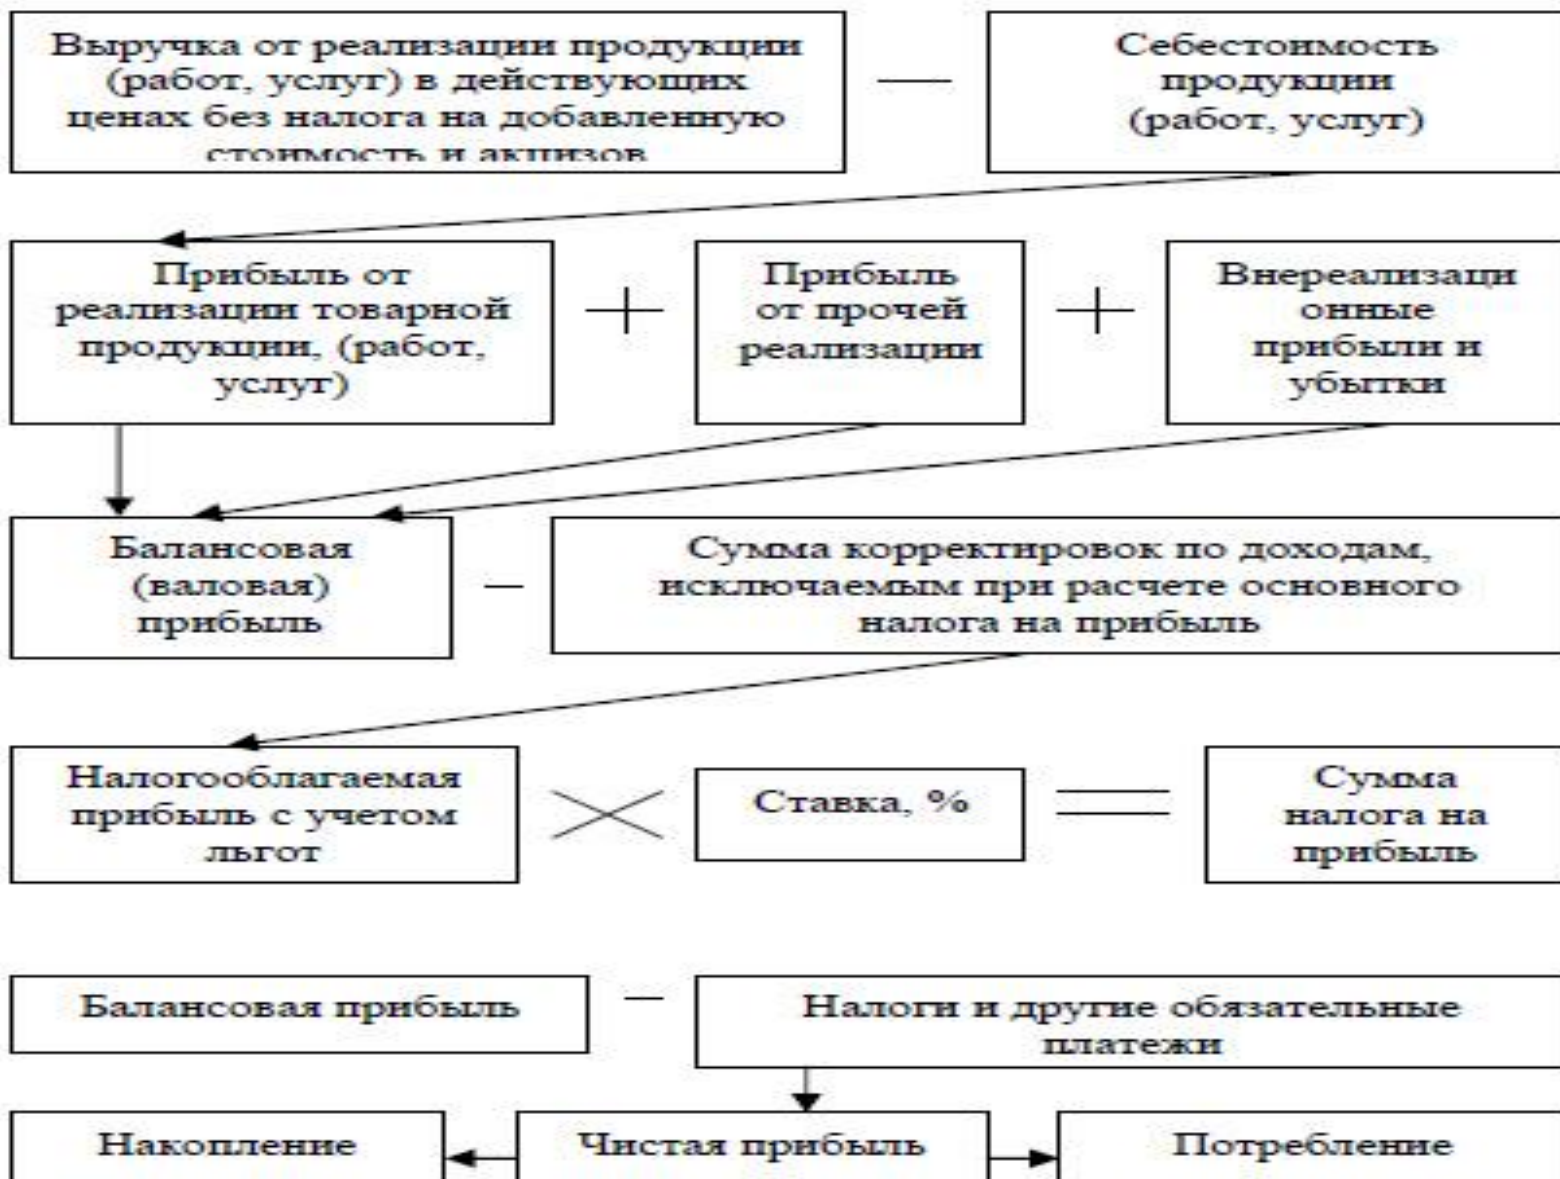 Выручка от реализации продукции
(работ, услуг) в действующих
ценах без налога на добавленную
стоимость и акцизов
—
Себестоимость
продукции
(работ, услуг)
Прибыль от
реализации товарной
продукции, (работ,
услуг)
+
Прибыль
от прочей
реализации
+
Внереализаци
онные
прибыли и
убытки
Балансовая
(валовая)
прибыль
—
Сумма корректировок по доходам,
исключаемым при расчете основного
налога на прибыль
Налогооблагаемая
прибыль с учетом
льгот
×
Ставка, %
=
Сумма
налога на
прибыль
Балансовая прибыль
—
Налоги и другие обязательные
платежи
Накопление
Чистая прибыль
Потребление